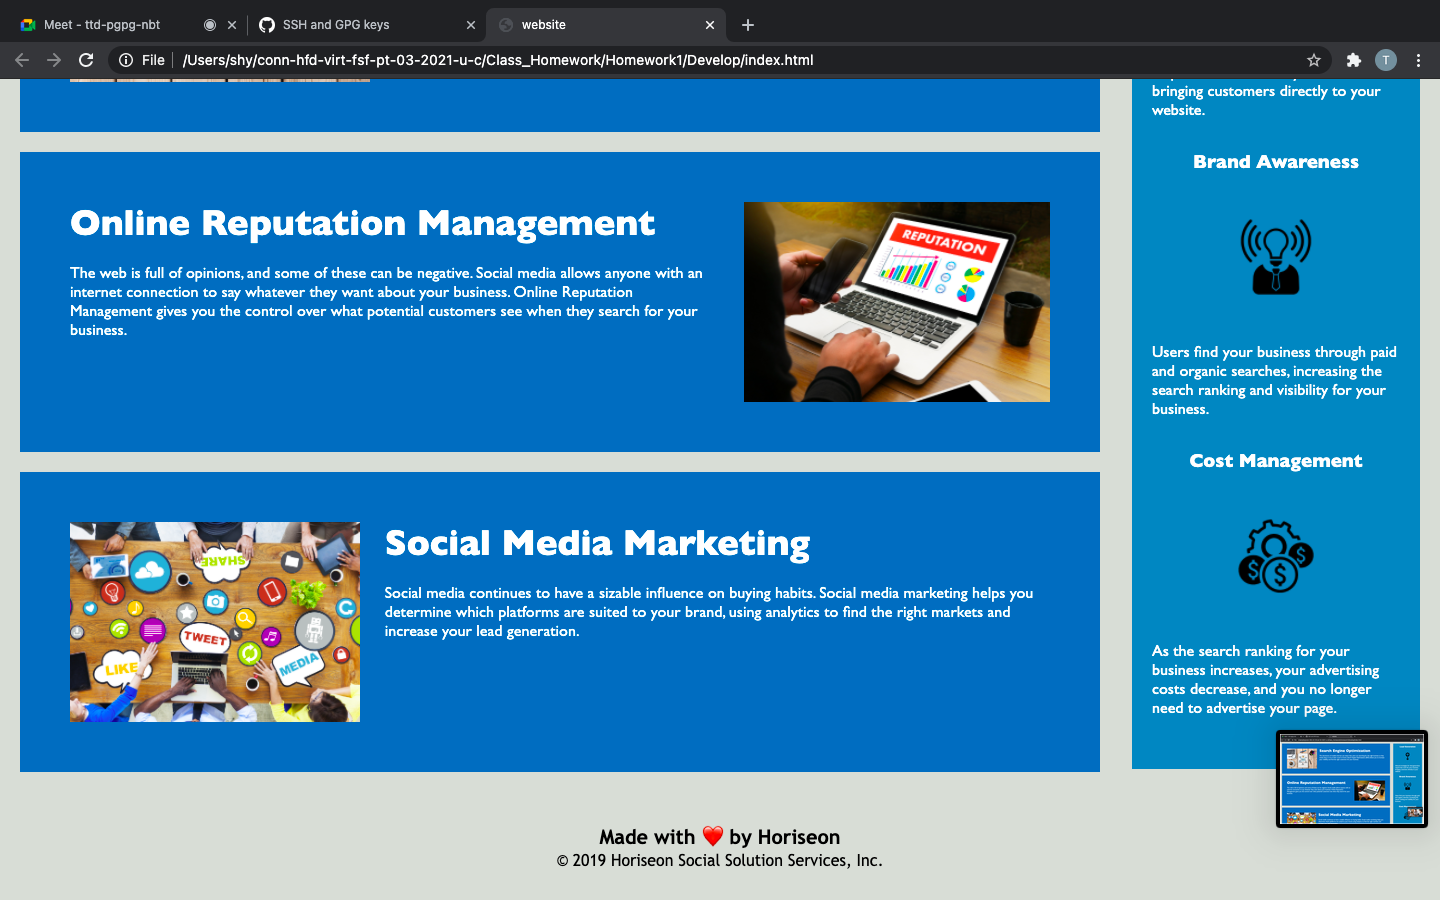 Meet - ttd-pgpg-nbt
SSH and GPG keys
website
File
/Users/shy/conn-hfd-virt-fsf-pt-03-2021-u-c/Class_Homework/Homework1/Develop/index.html
T
Online Reputation Management
The web is full of opinions, and some of these can be negative. Social media allows anyone with an
internet connection to say whatever they want about your business. Online Reputation
Management gives you the control over what potential customers see when they search for your
business.
REPUTATION
SHARE
TWEET
LIKE
MEDIA
Social Media Marketing
Social media continues to have a sizable influence on buying habits. Social media marketing helps you
determine which platforms are suited to your brand, using analytics to find the right markets and
increase your lead generation.
bringing customers directly to your
website.
Brand Awareness
Users find your business through paid
and organic searches, increasing the
search ranking and visibility for your
business.
Cost Management
$ $ $
As the search ranking for your
business increases, your advertising
costs decrease, and you no longer
need to advertise your page.
Search Engine Optimization
Online Reputation Management
Social Media Marketing
Made with ❤️ by Horiseon
© 2019 Horiseon Social Solution Services, Inc.